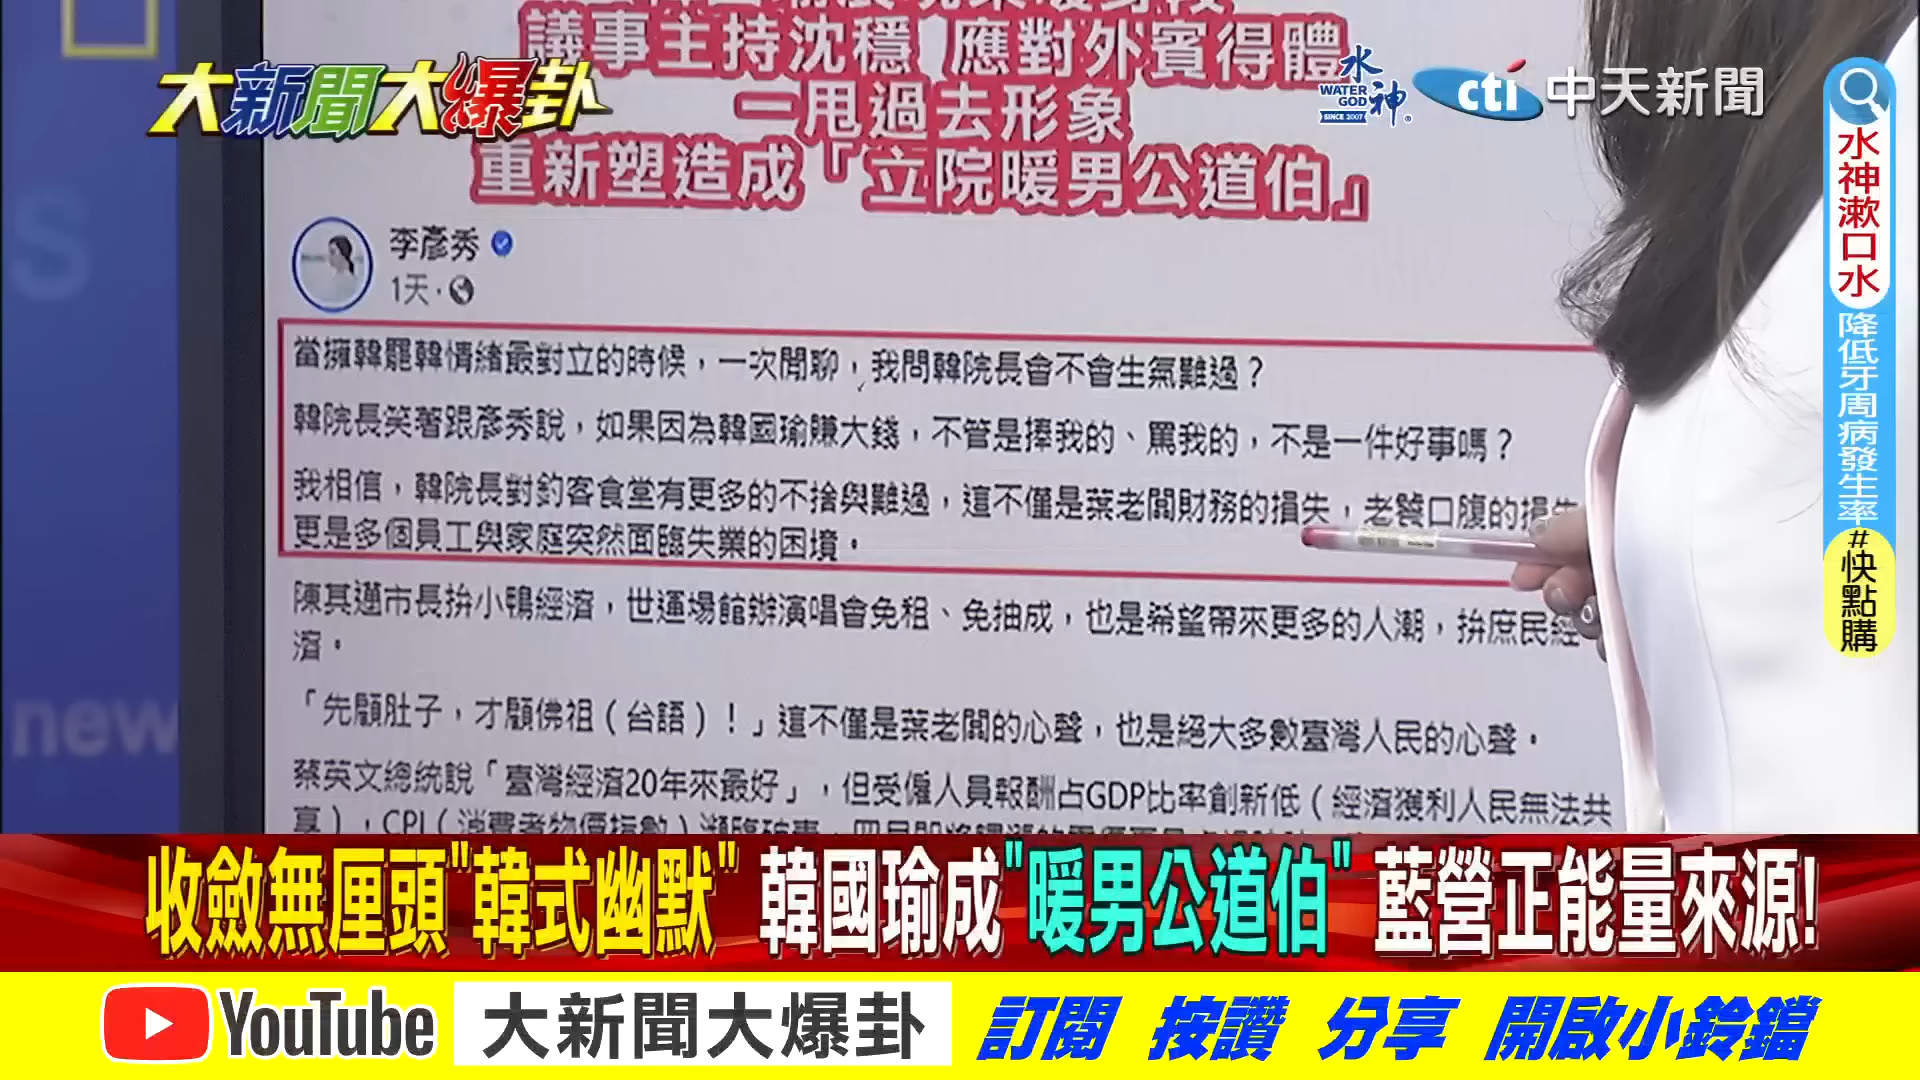 議事主持沈穩 應對外賓得體
一甩過去形象
重新塑造成『立院暖男公道伯』
大新聞大爆卦
水神
WATER GOD
SINCE 2007
cti 中天新聞
水神漱口水
降低牙周病發生率
#快點購
S
new
李彥秀
1天·
當擁韓罷韓情緒最對立的時候，一次閒聊，我問韓院長會不會生氣難過？
韓院長笑著跟彥秀說，如果因為韓國瑜賺大錢，不管是捧我的、罵我的，不是一件好事嗎？
我相信，韓院長對釣客食堂有更多的不捨與難過，這不僅是葉老闆財務的損失，老饕口腹的損失
更是多個員工與家庭突然面臨失業的困境。
陳其邁市長拚小鴨經濟，世運場館辦演唱會免租、免抽成，也是希望帶來更多的人潮，拚庶民經
濟。
「先顧肚子，才顧佛祖（台語）！」這不僅是葉老闆的心聲，也是絕大多數臺灣人民的心聲。
蔡英文總統說「臺灣經濟20年來最好」，但受僱人員報酬占GDP比率創新低（經濟獲利人民無法共
享），CPI（消費者物價指數）
收斂無厘頭"韓式幽默" 韓國瑜成"暖男公道伯" 藍營正能量來源!
YouTube 大新聞大爆卦 訂閱 按讚 分享 開啟小鈴鐺